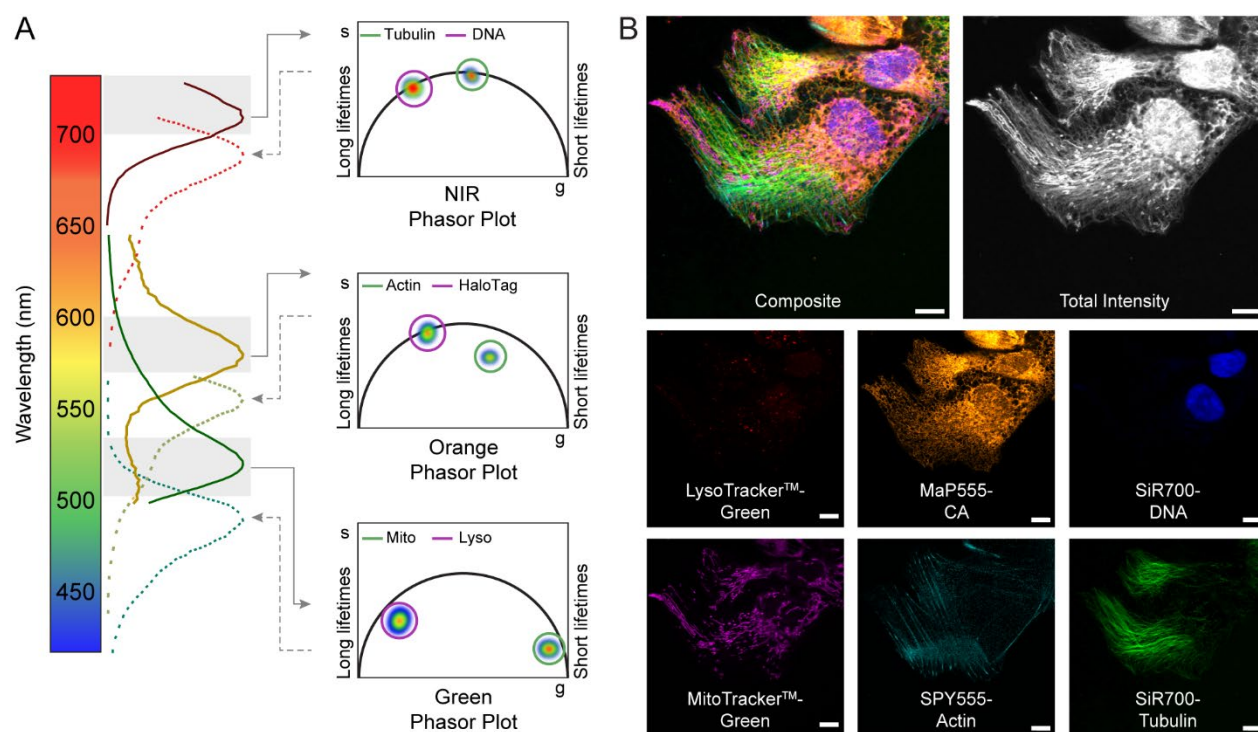 A
Wavelength (nm)
700
650
600
550
500
450
s
Tubulin
DNA
Long lifetimes
Short lifetimes
g
NIR
Phasor Plot
s
Actin
HaloTag
Long lifetimes
Short lifetimes
g
Orange
Phasor Plot
s
Mito
Lyso
Long lifetimes
Short lifetimes
g
Green
Phasor Plot
B
Composite
Total Intensity
LysoTracker™-
Green
MaP555-
CA
SiR700-
DNA
MitoTracker™-
Green
SPY555-
Actin
SiR700-
Tubulin